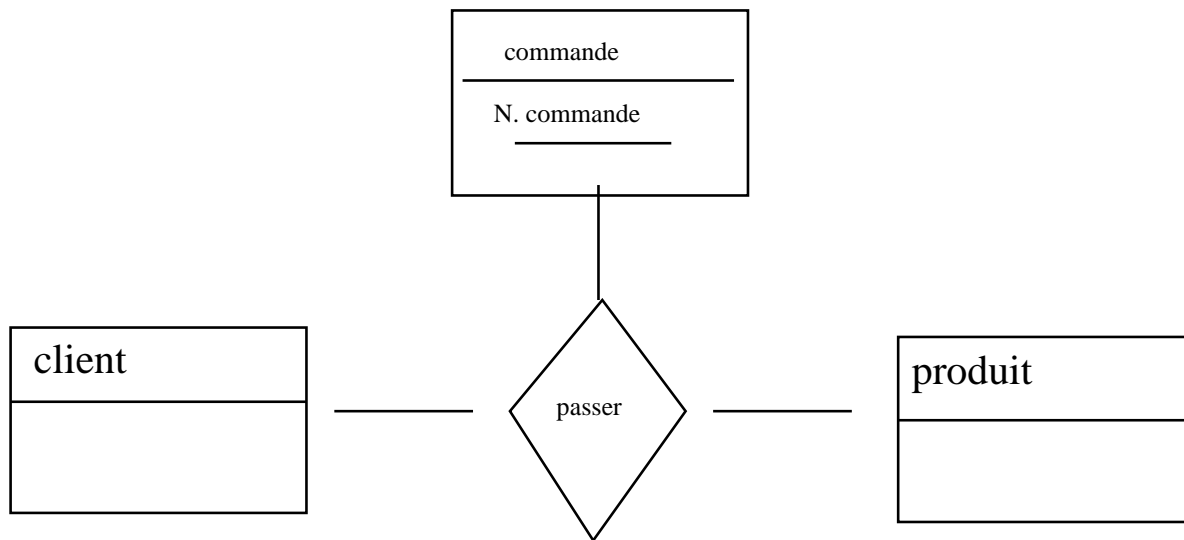 commande
N. commande
client
passer
produit